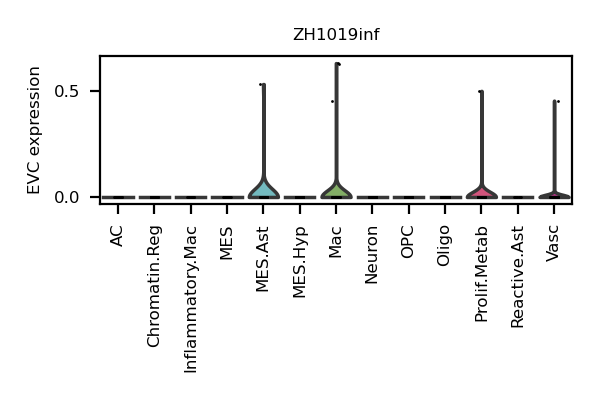 ZH1019inf
EVC expression
0.5
0.0
AC
Chromatin.Reg
Inflammatory.Mac
MES
MES.Ast
MES.Hyp
Mac
Neuron
OPC
Oligo
Prolif.Metab
Reactive.Ast
Vasc